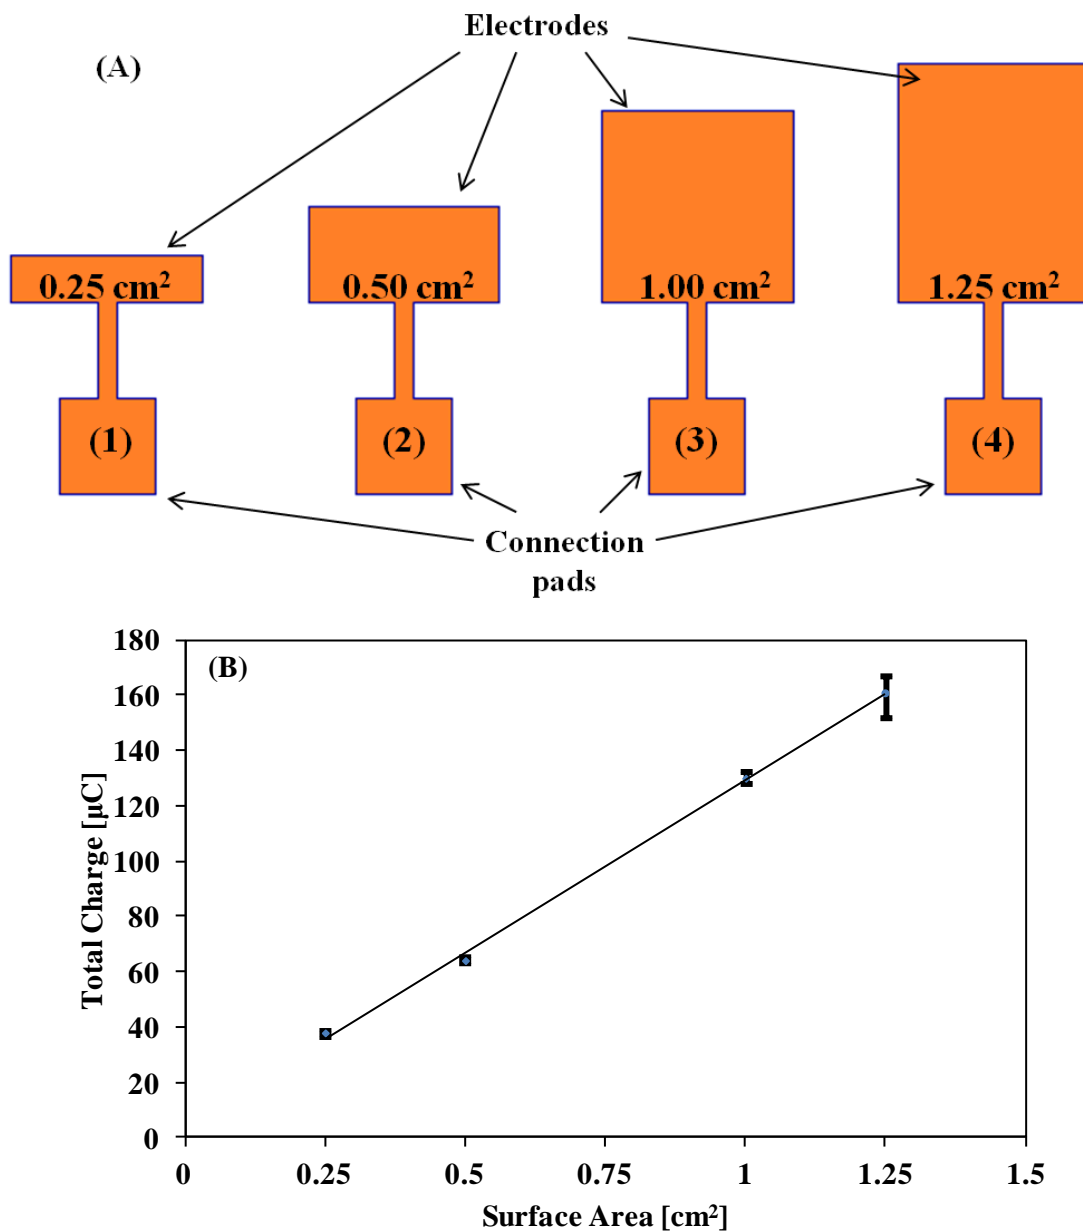 Electrodes
(A)
0.25 cm²
0.50 cm²
1.00 cm²
1.25 cm²
(1)
(2)
(3)
(4)
Connection
pads
(B)
Total Charge [µC]
180
160
140
120
100
80
60
40
20
0
0
0.25
0.5
0.75
1
1.25
1.5
Surface Area [cm²]